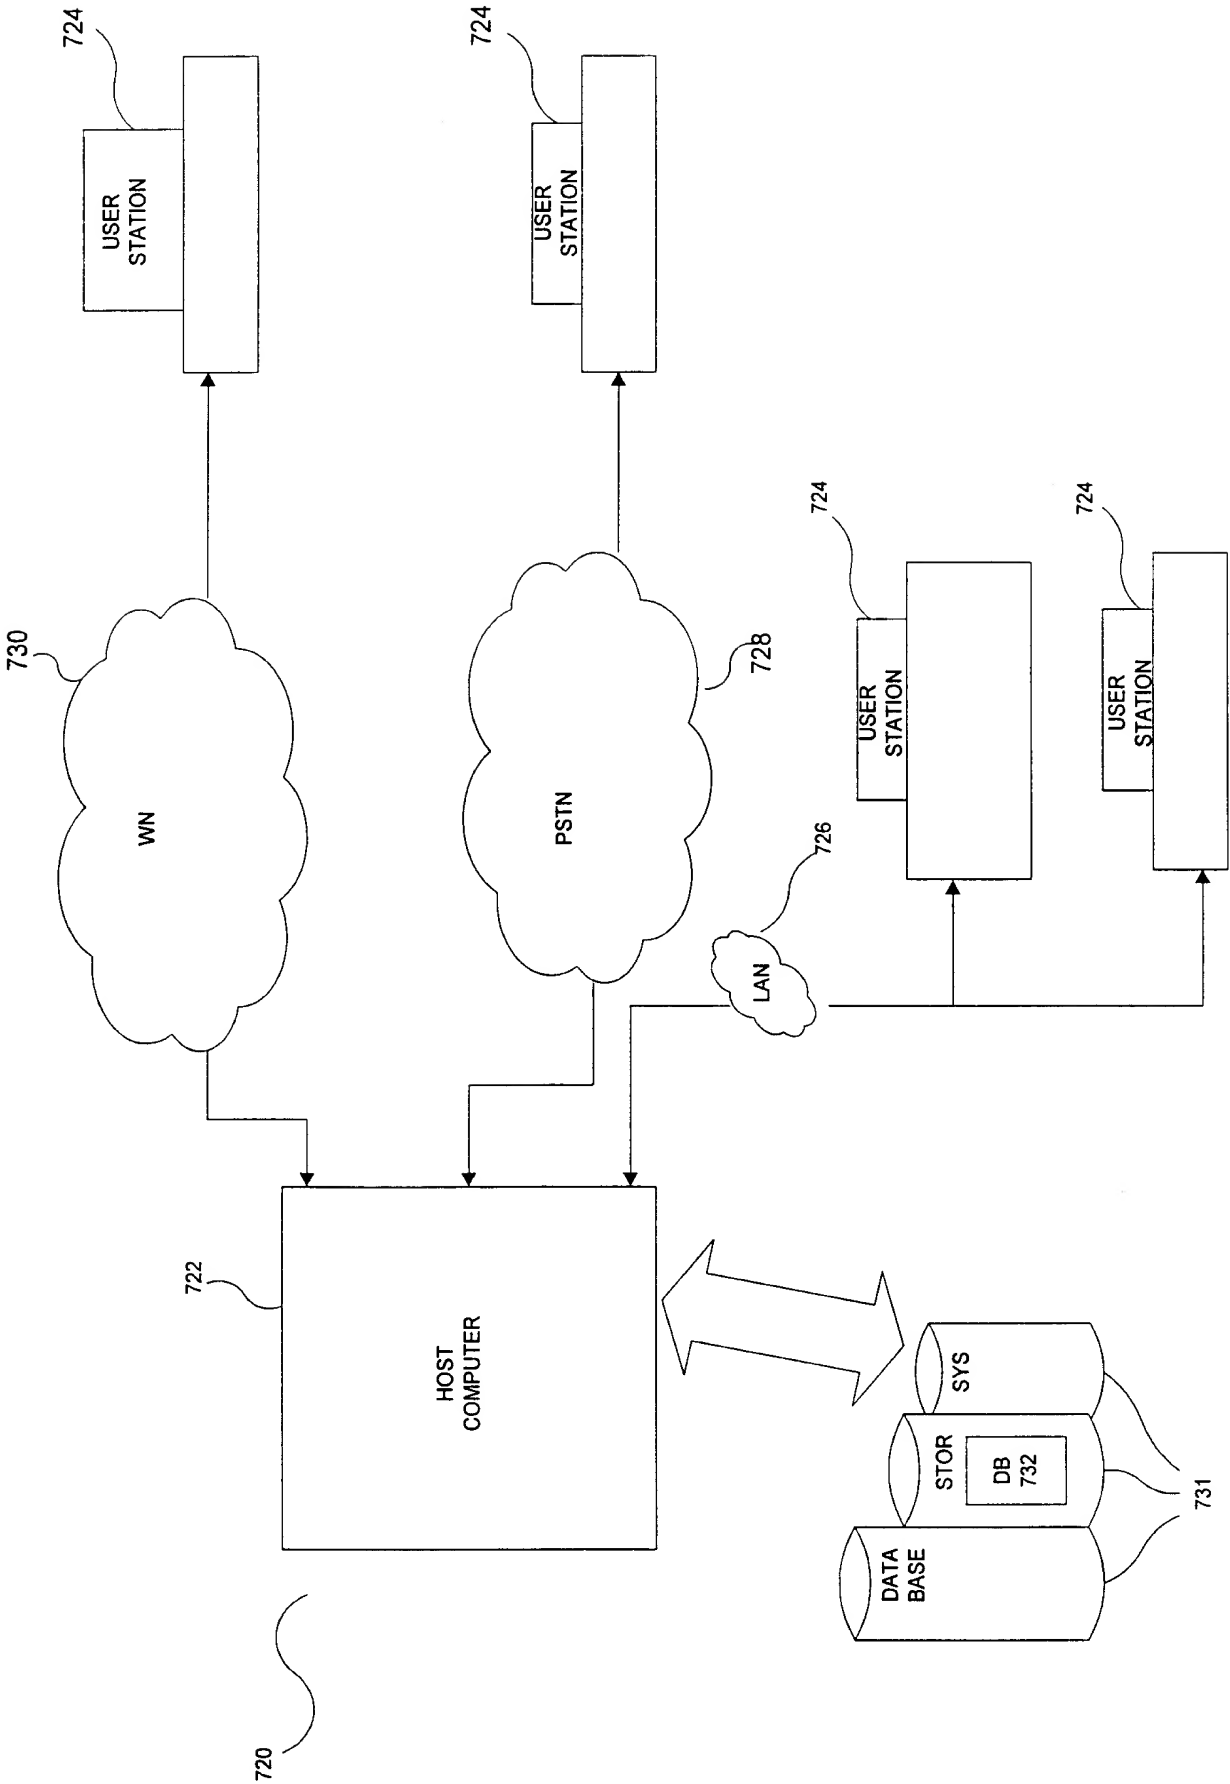 720
722
HOST
COMPUTER
DATA
BASE
STOR
DB
732
SYS
731
730
WN
PSTN
728
LAN
726
724
USER
STATION
724
USER
STATION
724
USER
STATION
724
USER
STATION